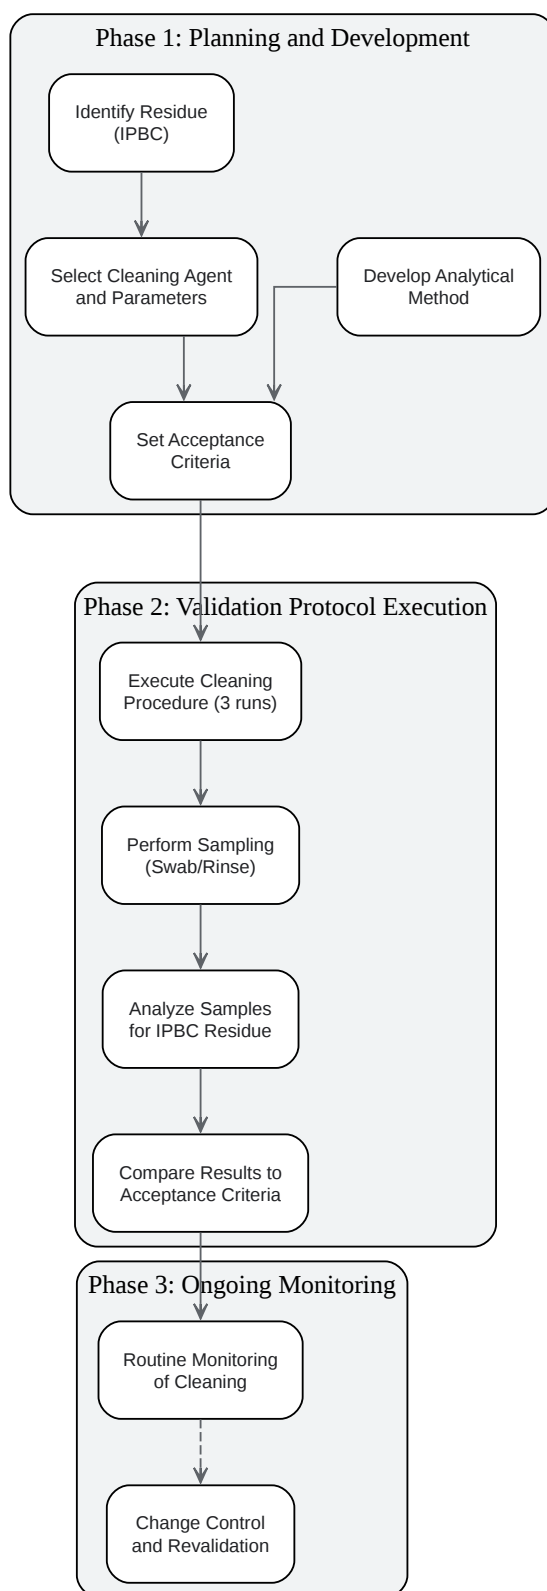 Phase 1: Planning and Development
Identify Residue
(IPBC)
Select Cleaning Agent
and Parameters
Develop Analytical
Method
Set Acceptance
Criteria
Phase 2: Validation Protocol Execution
Execute Cleaning
Procedure (3 runs)
Perform Sampling
(Swab/Rinse)
Analyze Samples
for IPBC Residue
Compare Results to
Acceptance Criteria
Phase 3: Ongoing Monitoring
Routine Monitoring
of Cleaning
Change Control
and Revalidation